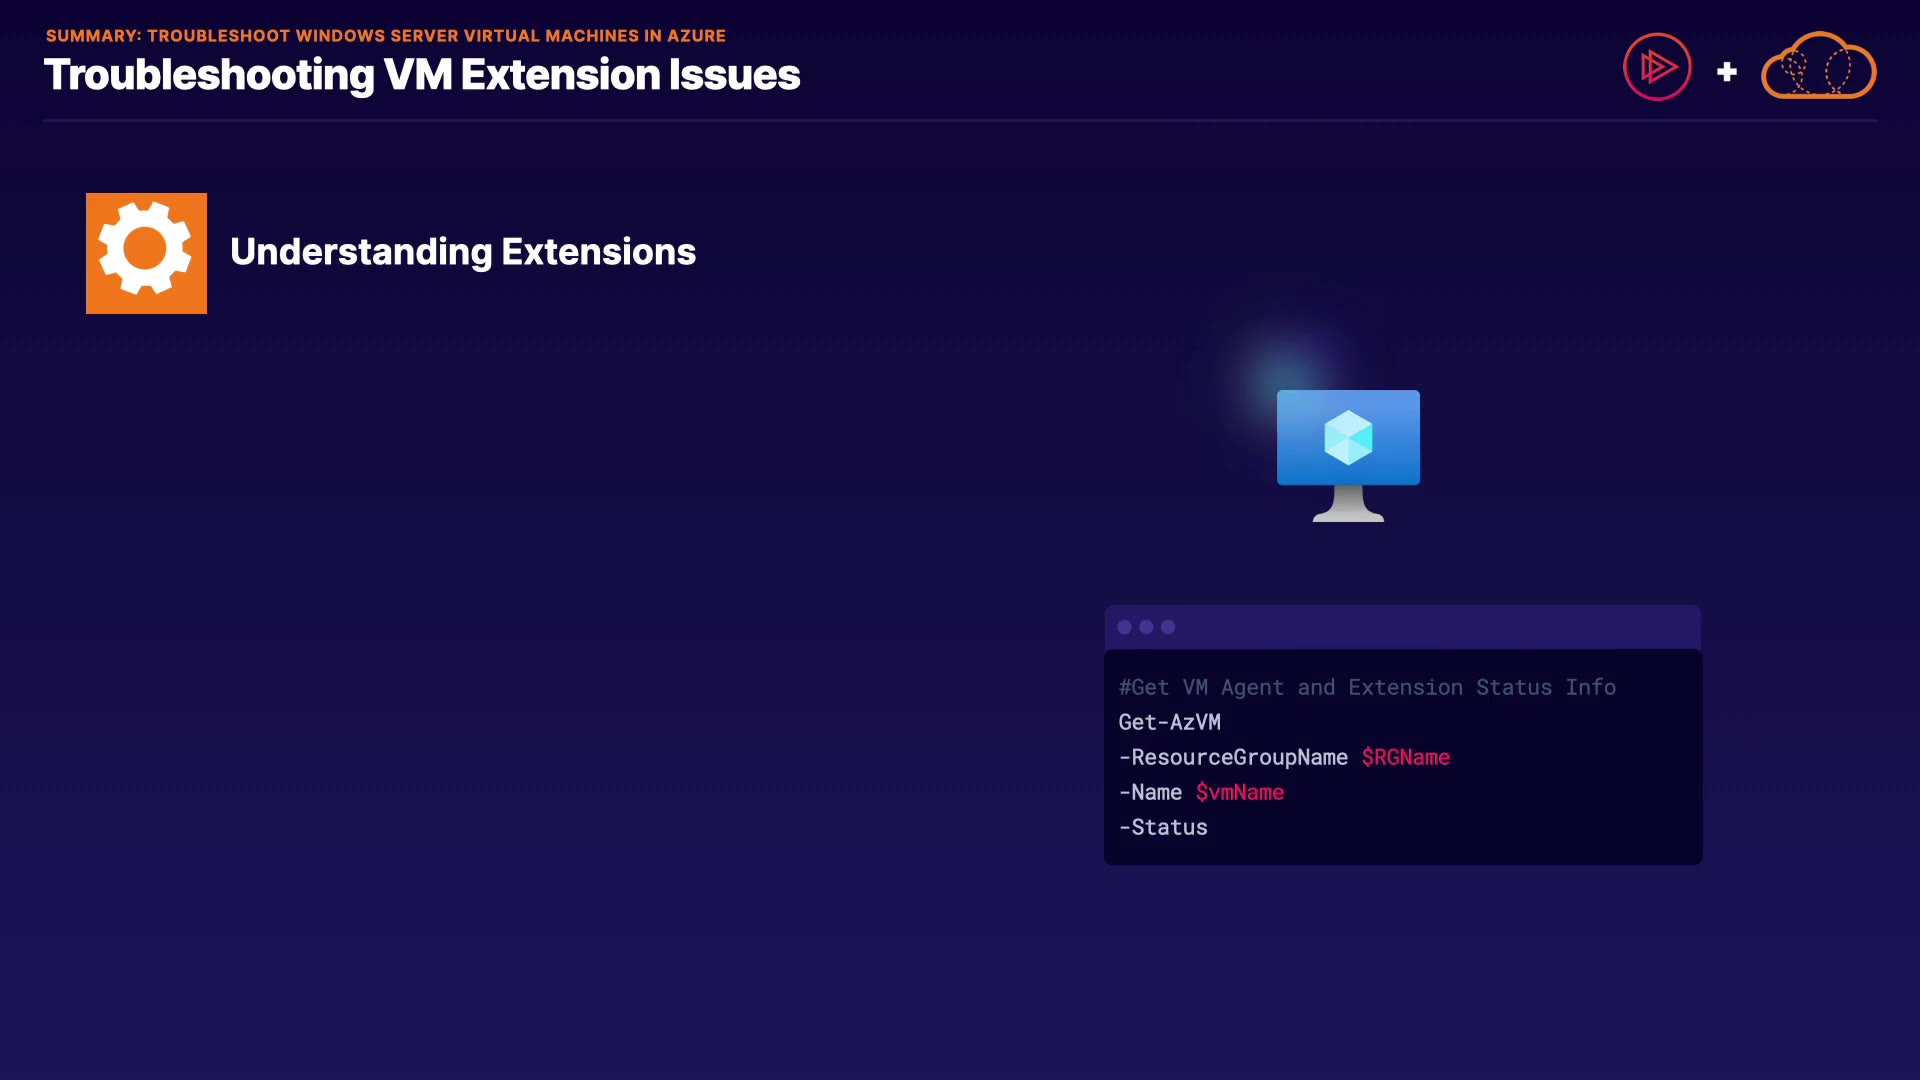 SUMMARY: TROUBLESHOOT WINDOWS SERVER VIRTUAL MACHINES IN AZURE
Troubleshooting VM Extension Issues
+
Understanding Extensions
#Get VM Agent and Extension Status Info
Get-AzVM
-ResourceGroupName $RGName
-Name $vmName
-Status